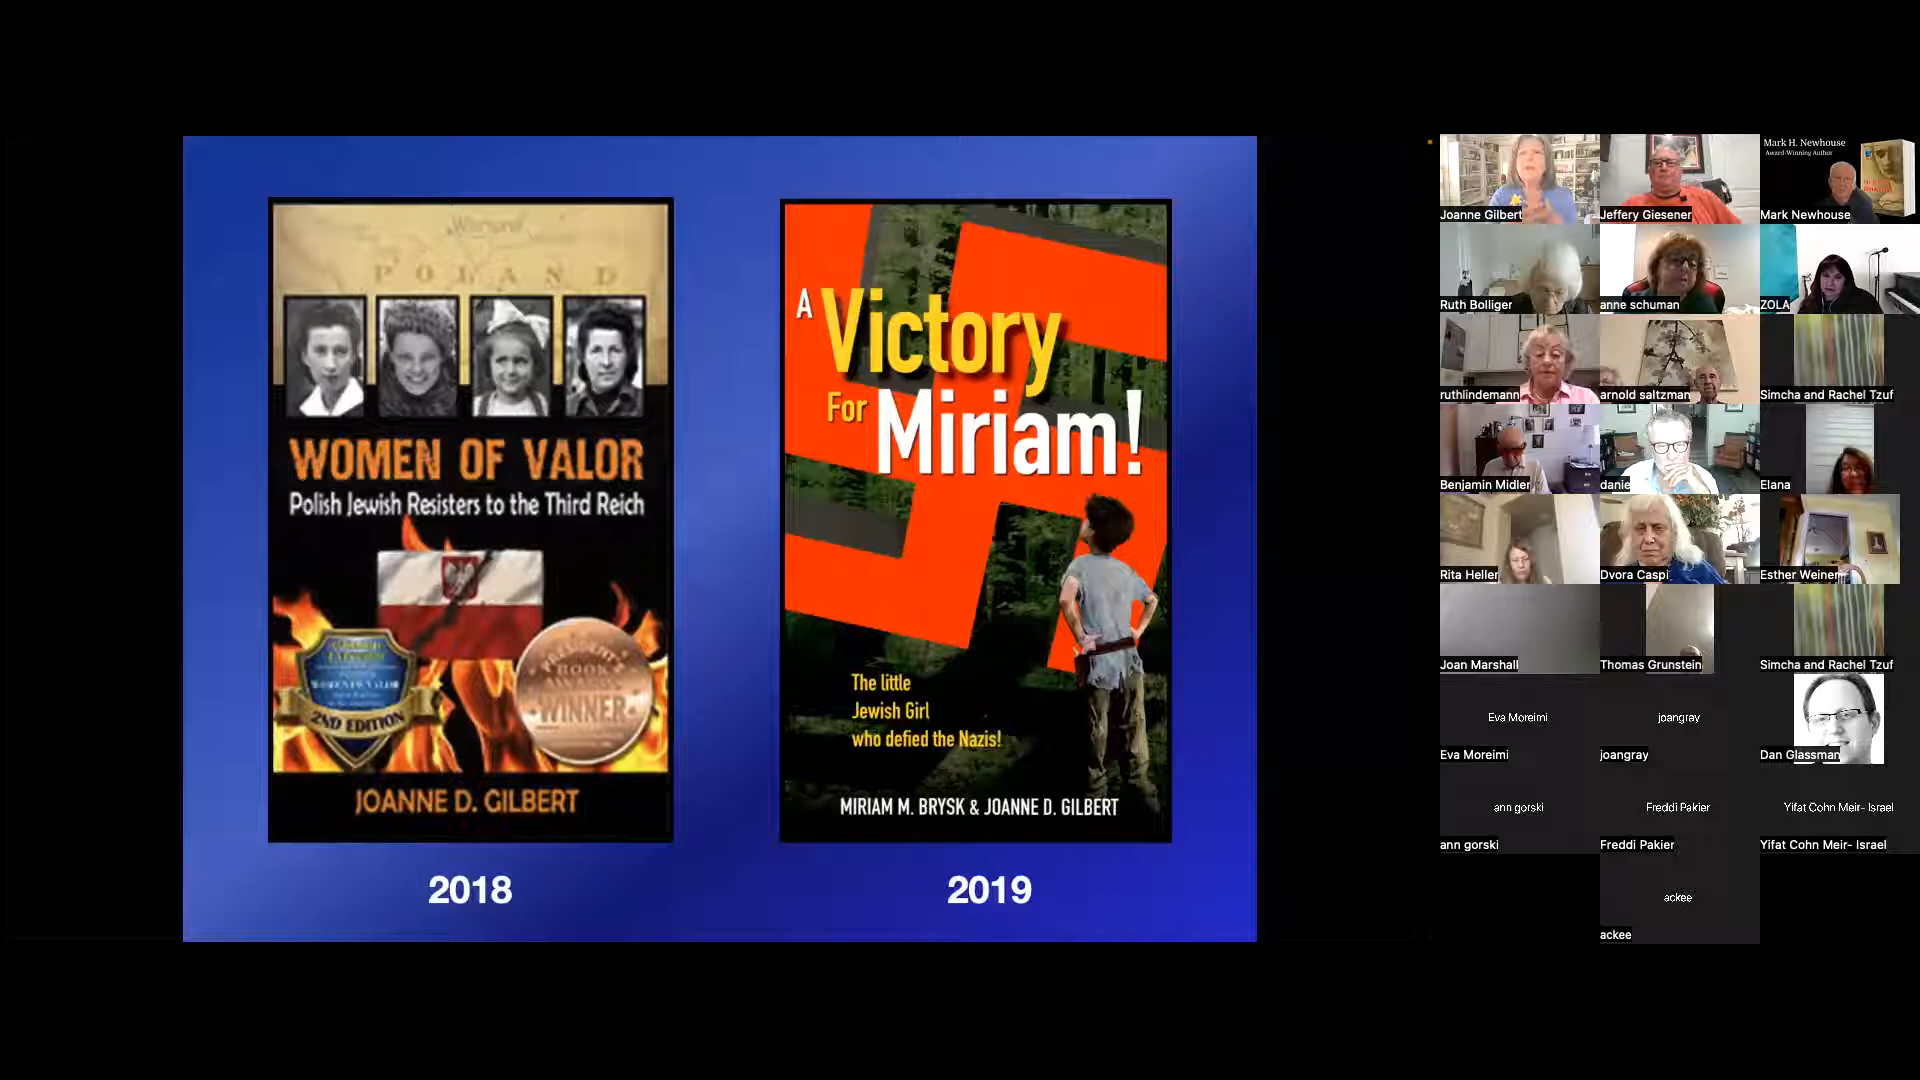 Warsaw
POLAND
WOMEN OF VALOR
Polish Jewish Resisters to the Third Reich
2ND EDITION
PRESIDENT'S
BOOK
AWARDS
WINNER
JOANNE D. GILBERT
2018
A
Victory
For Miriam!
The little
Jewish Girl
who defied the Nazis!
MIRIAM M. BRYSK & JOANNE D. GILBERT
2019
Joanne Gilbert
Jeffery Giesener
Mark H. Newhouse
Award-Winning Author
Mark Newhouse
Ruth Bolliger
anne schuman
ZOLA
ruthlindemann
arnold saltzman
Simcha and Rachel Tzuf
Benjamin Midler
danie
Elana
Rita Heller
Dvora Caspi
Esther Weiner
Joan Marshall
Thomas Grunstein
Simcha and Rachel Tzuf
Eva Moreimi
Eva Moreimi
joangray
joangray
Dan Glassman
ann gorski
ann gorski
Freddi Pakier
Freddi Pakier
Yifat Cohn Meir- Israel
Yifat Cohn Meir- Israel
ackee
ackee